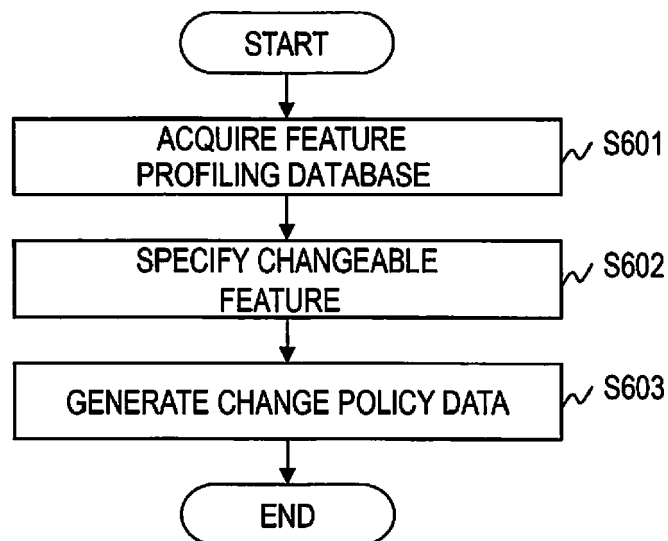 START
ACQUIRE FEATURE
PROFILING DATABASE
S601
SPECIFY CHANGEABLE
FEATURE
S602
GENERATE CHANGE POLICY DATA
S603
END